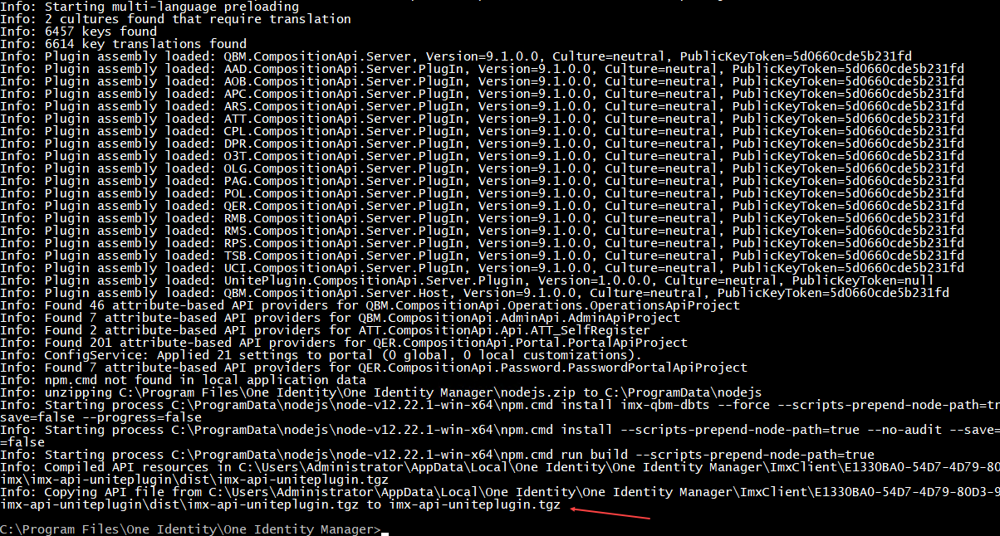 Info: Starting multi-language preloading
Info: 2 cultures found that require translation
Info: 6457 keys found
Info: 6614 key translations found
Info: Plugin assembly loaded: QBM.CompositionApi.Server, Version=9.1.0.0, Culture=neutral, PublicKeyToken=5d0660cde5b231fd
Info: Plugin assembly loaded: AAD.CompositionApi.Server.PlugIn, Version=9.1.0.0, Culture=neutral, PublicKeyToken=5d0660cde5b231fd
Info: Plugin assembly loaded: AOB.CompositionApi.Server.PlugIn, Version=9.1.0.0, Culture=neutral, PublicKeyToken=5d0660cde5b231fd
Info: Plugin assembly loaded: APC.CompositionApi.Server.PlugIn, Version=9.1.0.0, Culture=neutral, PublicKeyToken=5d0660cde5b231fd
Info: Plugin assembly loaded: ARS.CompositionApi.Server.PlugIn, Version=9.1.0.0, Culture=neutral, PublicKeyToken=5d0660cde5b231fd
Info: Plugin assembly loaded: ATT.CompositionApi.Server.PlugIn, Version=9.1.0.0, Culture=neutral, PublicKeyToken=5d0660cde5b231fd
Info: Plugin assembly loaded: CPL.CompositionApi.Server.PlugIn, Version=9.1.0.0, Culture=neutral, PublicKeyToken=5d0660cde5b231fd
Info: Plugin assembly loaded: DPR.CompositionApi.Server.PlugIn, Version=9.1.0.0, Culture=neutral, PublicKeyToken=5d0660cde5b231fd
Info: Plugin assembly loaded: O3T.CompositionApi.Server.PlugIn, Version=9.1.0.0, Culture=neutral, PublicKeyToken=5d0660cde5b231fd
Info: Plugin assembly loaded: OLG.CompositionApi.Server.PlugIn, Version=9.1.0.0, Culture=neutral, PublicKeyToken=5d0660cde5b231fd
Info: Plugin assembly loaded: PAG.CompositionApi.Server.PlugIn, Version=9.1.0.0, Culture=neutral, PublicKeyToken=5d0660cde5b231fd
Info: Plugin assembly loaded: POL.CompositionApi.Server.PlugIn, Version=9.1.0.0, Culture=neutral, PublicKeyToken=5d0660cde5b231fd
Info: Plugin assembly loaded: QER.CompositionApi.Server.PlugIn, Version=9.1.0.0, Culture=neutral, PublicKeyToken=5d0660cde5b231fd
Info: Plugin assembly loaded: RMB.CompositionApi.Server.PlugIn, Version=9.1.0.0, Culture=neutral, PublicKeyToken=5d0660cde5b231fd
Info: Plugin assembly loaded: RMS.CompositionApi.Server.PlugIn, Version=9.1.0.0, Culture=neutral, PublicKeyToken=5d0660cde5b231fd
Info: Plugin assembly loaded: RPS.CompositionApi.Server.PlugIn, Version=9.1.0.0, Culture=neutral, PublicKeyToken=5d0660cde5b231fd
Info: Plugin assembly loaded: TSB.CompositionApi.Server.PlugIn, Version=9.1.0.0, Culture=neutral, PublicKeyToken=5d0660cde5b231fd
Info: Plugin assembly loaded: UCI.CompositionApi.Server.PlugIn, Version=9.1.0.0, Culture=neutral, PublicKeyToken=5d0660cde5b231fd
Info: Plugin assembly loaded: UnitePlugin.CompositionApi.Server.Plugin, Version=1.0.0.0, Culture=neutral, PublicKeyToken=null
Info: Plugin assembly loaded: QBM.CompositionApi.Server.Host, Version=9.1.0.0, Culture=neutral, PublicKeyToken=5d0660cde5b231fd
Info: Found 46 attribute-based API providers for QBM.CompositionApi.Operations.OperationsApiProject
Info: Found 7 attribute-based API providers for QBM.CompositionApi.AdminApi.AdminApiProject
Info: Found 2 attribute-based API providers for ATT.CompositionApi.Api.ATT_SelfRegister
Info: Found 201 attribute-based API providers for QER.CompositionApi.Portal.PortalApiProject
Info: ConfigService: Applied 21 settings to portal (0 global, 0 local customizations).
Info: Found 7 attribute-based API providers for QER.CompositionApi.Password.PasswordPortalApiProject
Info: npm.cmd not found in local application data
Info: unzipping C:\Program Files\One Identity\One Identity Manager\nodejs.zip to C:\ProgramData\nodejs
Info: Starting process C:\ProgramData\nodejs\node-v12.22.1-win-x64\npm.cmd install imx-qbm-dbts --force --scripts-prepend-node-path=tr
save=false --progress=false
Info: Starting process C:\ProgramData\nodejs\node-v12.22.1-win-x64\npm.cmd install --scripts-prepend-node-path=true --no-audit --save=
=false
Info: Starting process C:\ProgramData\nodejs\node-v12.22.1-win-x64\npm.cmd run build --scripts-prepend-node-path=true
Info: Compiled API resources in C:\Users\Administrator\AppData\Local\One Identity\One Identity Manager\ImxClient\E1330BA0-54D7-4D79-80
imx\imx-api-uniteplugin\dist\imx-api-uniteplugin.tgz
Info: Copying API file from C:\Users\Administrator\AppData\Local\One Identity\One Identity Manager\ImxClient\E1330BA0-54D7-4D79-80D3-9
imx-api-uniteplugin\dist\imx-api-uniteplugin.tgz to imx-api-uniteplugin.tgz
C:\Program Files\One Identity\One Identity Manager>